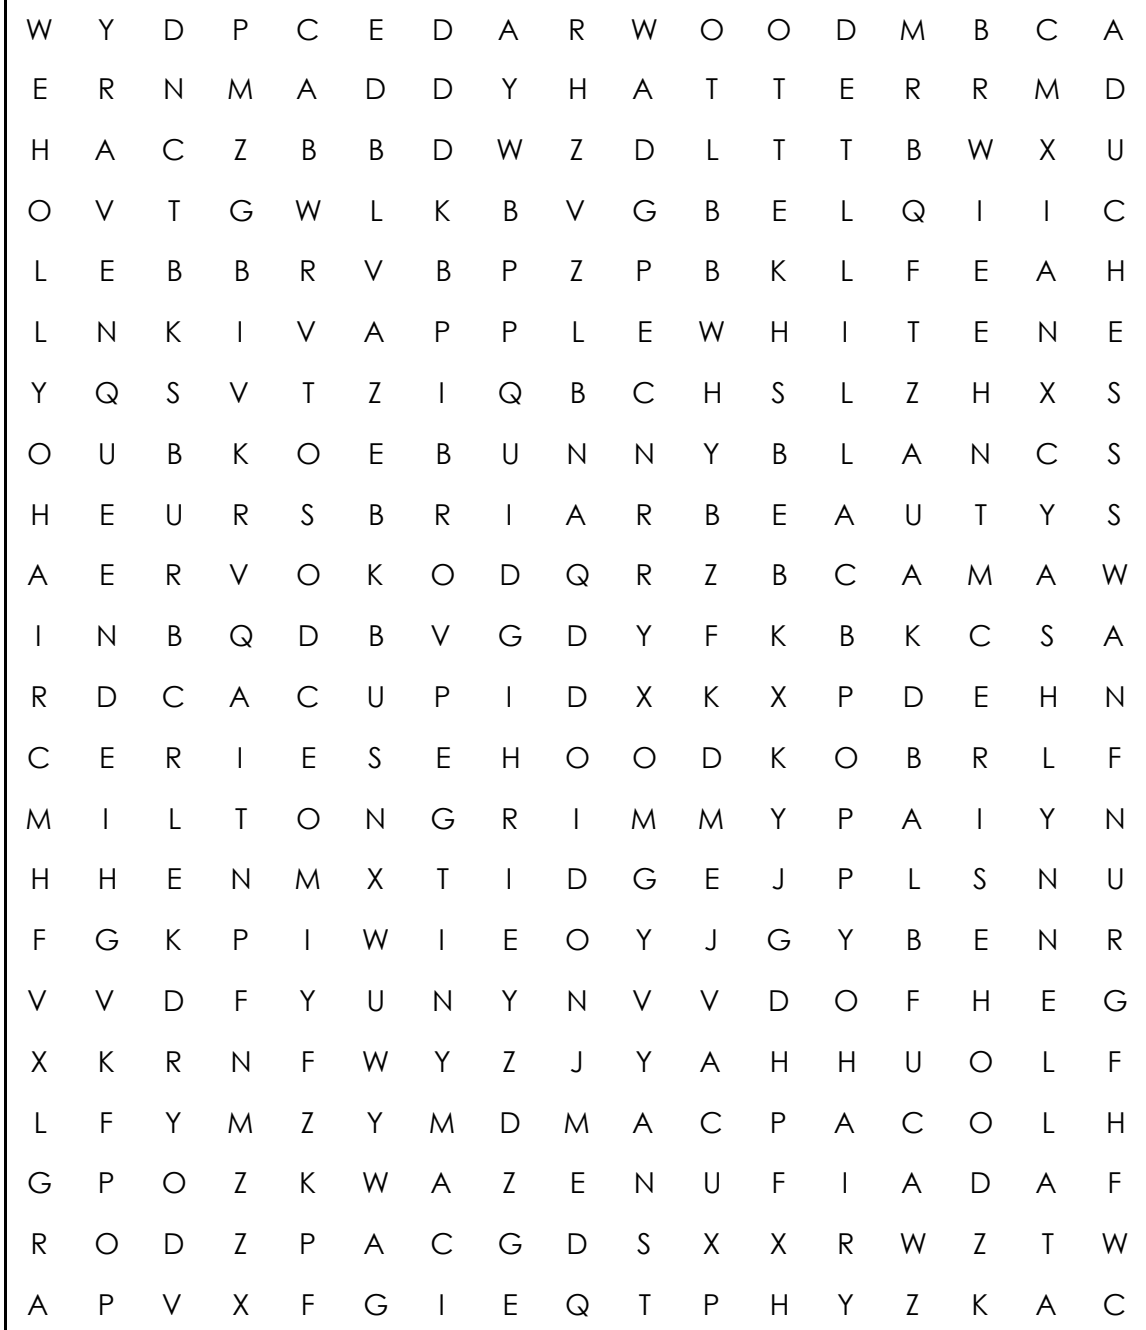 W Y D P C E D A R W O O D M B C A
E R N M A D D Y H A T T E R R M D
H A C Z B B D W Z D L T T B W X U
O V T G W L K B V G B E L Q I I C
L E B B R V B P Z P B K L F E A H
L N K I V A P P L E W H I T E N E
Y Q S V T Z I Q B C H S L Z H X S
O U B K O E B U N N Y B L A N C S
H E U R S B R I A R B E A U T Y S
A E R V O K O D Q R Z B C A M A W
I N B Q D B V G D Y F K B K C S A
R D C A C U P I D X K X P D E H N
C E R I E S E H O O D K O B R L F
M I L T O N G R I M M Y P A I Y N
H H E N M X T I D G E J P L S N U
F G K P I W I E O Y J G Y B E N R
V V D F Y U N Y N V V D O F H E G
X K R N F W Y Z J Y A H H U O L F
L F Y M Z Y M D M A C P A C O L H
G P O Z K W A Z E N U F I A D A F
R O D Z P A C G D S X X R W Z T W
A P V X F G I E Q T P H Y Z K A C